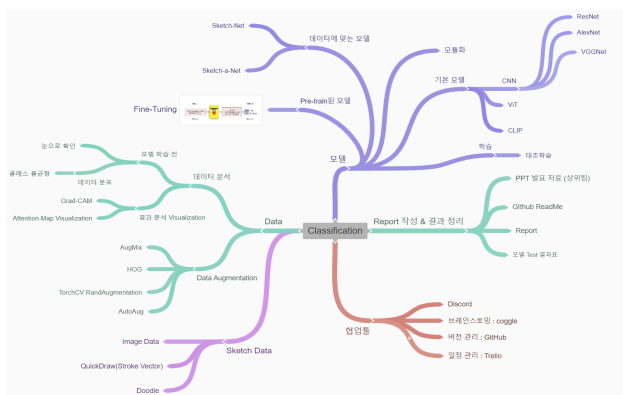 Classification
모델
데이터에 맞는 모델
Sketch-Net
Sketch-a-Net
Pre-train된 모델
Fine-Tuning
모듈화
기본 모델
CNN
ResNet
AlexNet
VGGNet
ViT
CLIP
학습
대조학습
Report 작성 & 결과 정리
PPT 발표 자료 (상위팀)
Github ReadMe
Report
모델 Test 결과표
협업툴
Discord
브레인스토밍 : coggle
버전 관리 : GitHub
일정 관리 : Trello
Data
데이터 분석
모델 학습 전
눈으로 확인
클래스 불균형
데이터 분포
결과 분석 Visualization
Grad-CAM
Attention-Map Visualization
Data Augmentation
AugMix
HOG
TorchCV RandAugmentation
AutoAug
Sketch Data
Image Data
QuickDraw(Stroke Vector)
Doodle